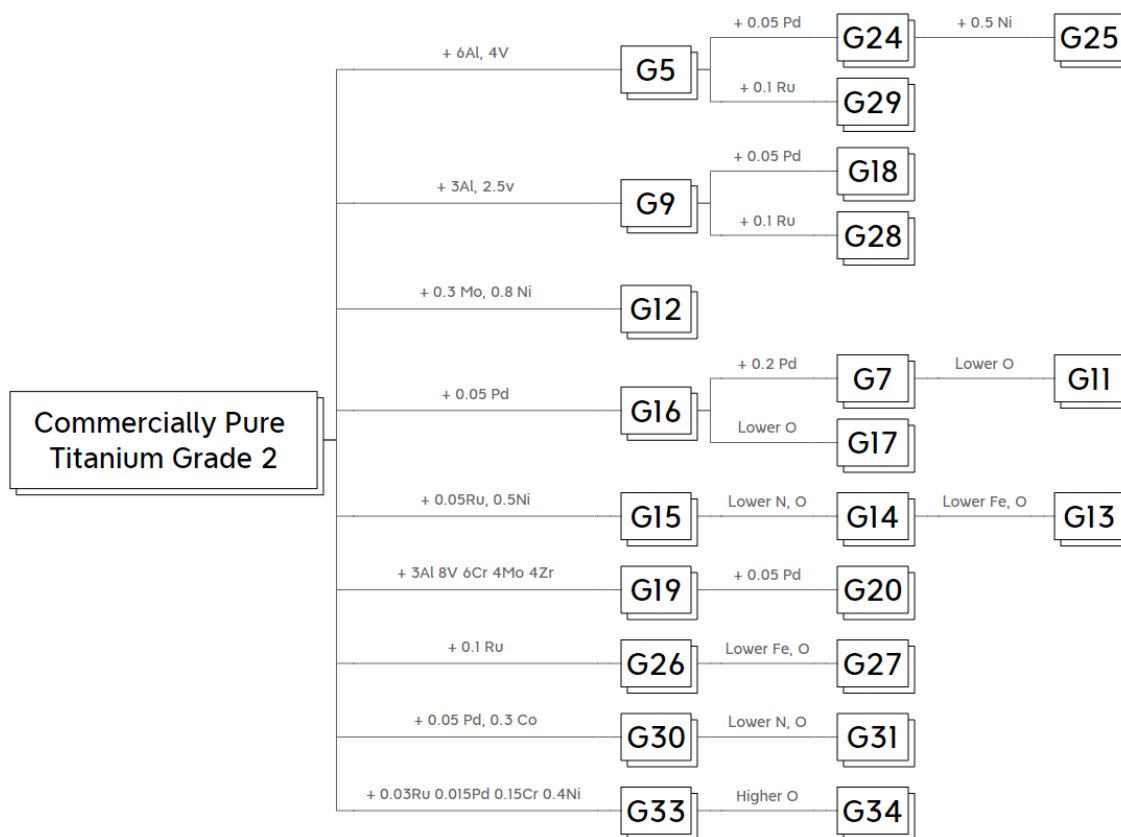 + 0.05 Pd
G24
+ 0.5 Ni
G25
+ 6Al, 4V
G5
+ 0.1 Ru
G29
+ 0.05 Pd
G18
+ 3Al, 2.5v
G9
+ 0.1 Ru
G28
+ 0.3 Mo, 0.8 Ni
G12
+ 0.2 Pd
G7
Lower O
G11
+ 0.05 Pd
G16
Lower O
G17
Commercially Pure
Titanium Grade 2
+ 0.05Ru, 0.5Ni
G15
Lower N, O
G14
Lower Fe, O
G13
+ 3Al 8V 6Cr 4Mo 4Zr
G19
+ 0.05 Pd
G20
+ 0.1 Ru
G26
Lower Fe, O
G27
+ 0.05 Pd, 0.3 Co
G30
Lower N, O
G31
+ 0.03Ru 0.015Pd 0.15Cr 0.4Ni
G33
Higher O
G34